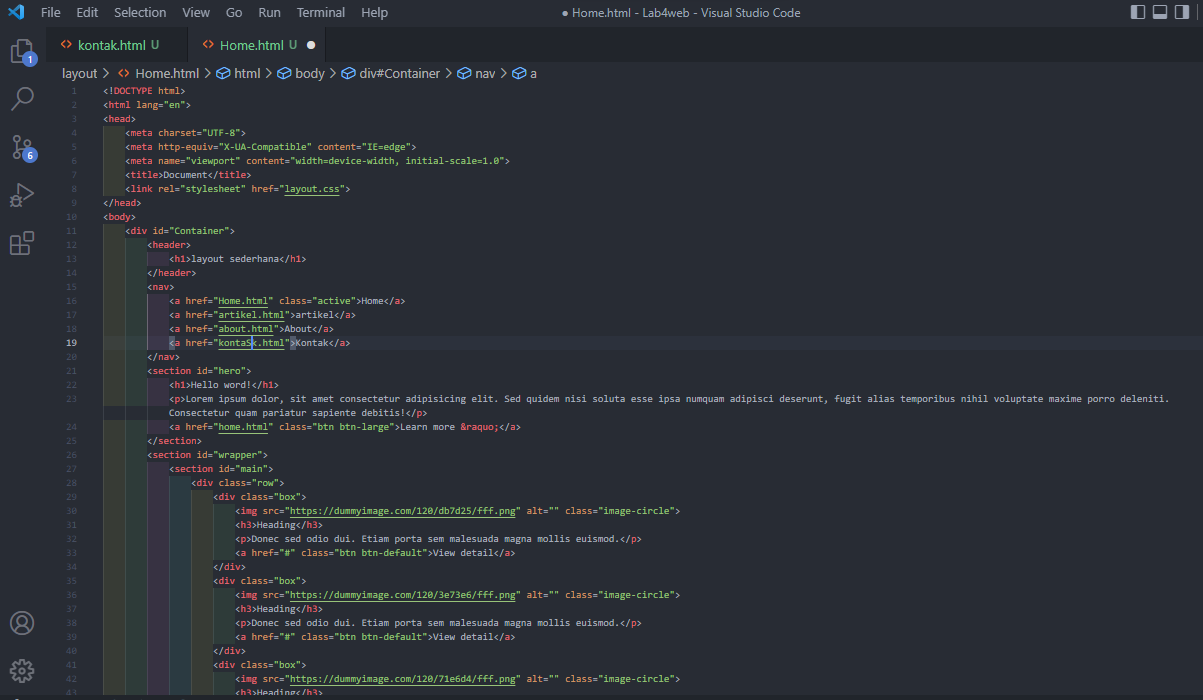 File Edit Selection View Go Run Terminal Help
● Home.html - Lab4web - Visual Studio Code
kontak.html U
Home.html U ●
1
layout > Home.html > html > body > div#Container > nav > a
1 <!DOCTYPE html>
2 <html lang="en">
3 <head>
4 <meta charset="UTF-8">
5 <meta http-equiv="X-UA-Compatible" content="IE=edge">
6 <meta name="viewport" content="width=device-width, initial-scale=1.0">
6
7 <title>Document</title>
8 <link rel="stylesheet" href="layout.css">
9 </head>
10 <body>
11 <div id="Container">
12 <header>
13 <h1>layout sederhana</h1>
14 </header>
15 <nav>
16 <a href="Home.html" class="active">Home</a>
17 <a href="artikel.html">artikel</a>
18 <a href="about.html">About</a>
19 <a href="kontaSk.html">Kontak</a>
20 </nav>
21 <section id="hero">
22 <h1>Hello word!</h1>
23 <p>Lorem ipsum dolor, sit amet consectetur adipisicing elit. Sed quidem nisi soluta esse ipsa numquam adipisci deserunt, fugit alias temporibus nihil voluptate maxime porro deleniti.
Consectetur quam pariatur sapiente debitis!</p>
24 <a href="home.html" class="btn btn-large">Learn more &raquo;</a>
25 </section>
26 <section id="wrapper">
27 <section id="main">
28 <div class="row">
29 <div class="box">
30 <img src="https://dummyimage.com/120/db7d25/fff.png" alt="" class="image-circle">
31 <h3>Heading</h3>
32 <p>Donec sed odio dui. Etiam porta sem malesuada magna mollis euismod.</p>
33 <a href="#" class="btn btn-default">View detail</a>
34 </div>
35 <div class="box">
36 <img src="https://dummyimage.com/120/3e73e6/fff.png" alt="" class="image-circle">
37 <h3>Heading</h3>
38 <p>Donec sed odio dui. Etiam porta sem malesuada magna mollis euismod.</p>
39 <a href="#" class="btn btn-default">View detail</a>
40 </div>
41 <div class="box">
42 <img src="https://dummyimage.com/120/71e6d4/fff.png" alt="" class="image-circle">
43 <h3>Heading</h3>